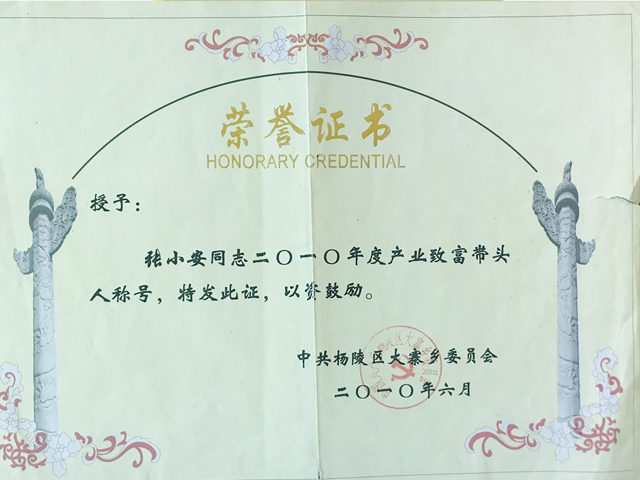 荣誉证书
HONORARY CREDENTIAL
授予：
张小安同志二〇一〇年度产业致富带头
人称号，特发此证，以资鼓励。
中共杨陵区大寨乡委员会
二〇一〇年六月